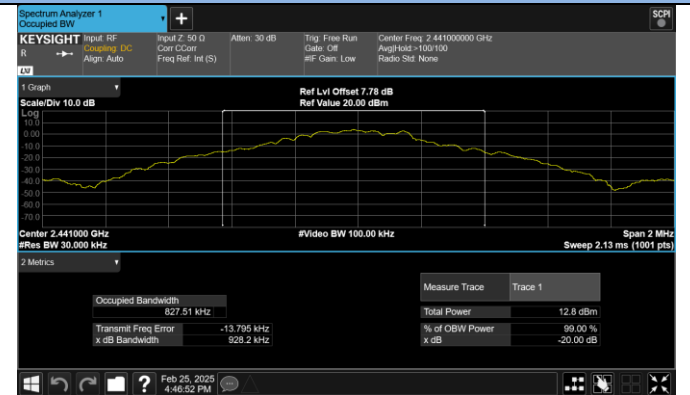 Spectrum Analyzer 1
Occupied BW
+
SCPI
KEYSIGHT Input: RF Input Z: 50 Ω Atten: 30 dB Trig: Free Run Center Freq: 2.441000000 GHz
R Coupling: DC Corr CCorr Gate: Off Avg|Hold:>100/100
Align: Auto Freq Ref: Int (S) #IF Gain: Low Radio Std: None
LXI
1 Graph
Ref Lvl Offset 7.78 dB
Scale/Div 10.0 dB Ref Value 20.00 dBm
Log
10.0
0.00
-10.0
-20.0
-30.0
-40.0
-50.0
-60.0
-70.0
Center 2.441000 GHz #Video BW 100.00 kHz Span 2 MHz
#Res BW 30.000 kHz Sweep 2.13 ms (1001 pts)
2 Metrics
Measure Trace Trace 1
Occupied Bandwidth
827.51 kHz Total Power 12.8 dBm
Transmit Freq Error -13.795 kHz % of OBW Power 99.00 %
x dB Bandwidth 928.2 kHz x dB -20.00 dB
? Feb 25, 2025
4:46:52 PM